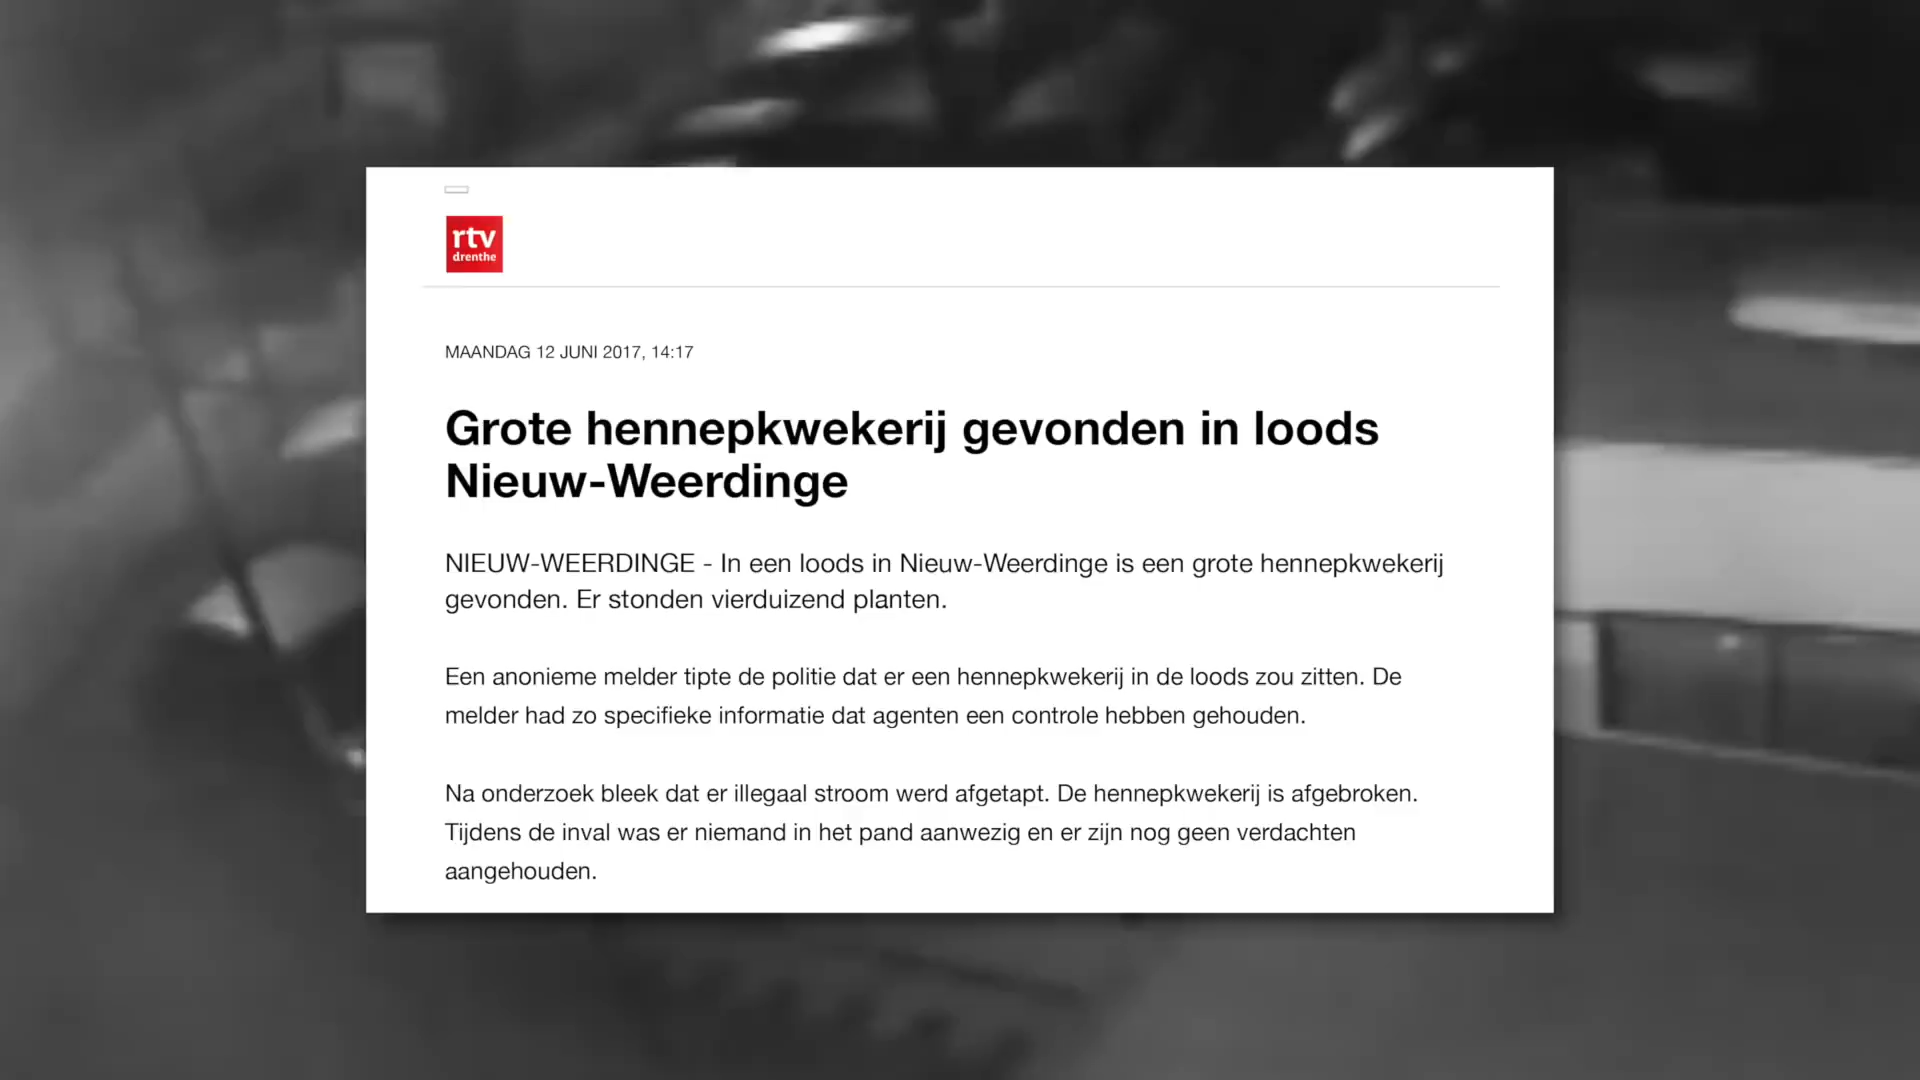 rtv
drenthe
MAANDAG 12 JUNI 2017, 14:17
Grote hennepkwekerij gevonden in loods
Nieuw-Weerdinge
NIEUW-WEERDINGE - In een loods in Nieuw-Weerdinge is een grote hennepkwekerij
gevonden. Er stonden vierduizend planten.
Een anonieme melder tipte de politie dat er een hennepkwekerij in de loods zou zitten. De
melder had zo specifieke informatie dat agenten een controle hebben gehouden.
Na onderzoek bleek dat er illegaal stroom werd afgetapt. De hennepkwekerij is afgebroken.
Tijdens de inval was er niemand in het pand aanwezig en er zijn nog geen verdachten
aangehouden.